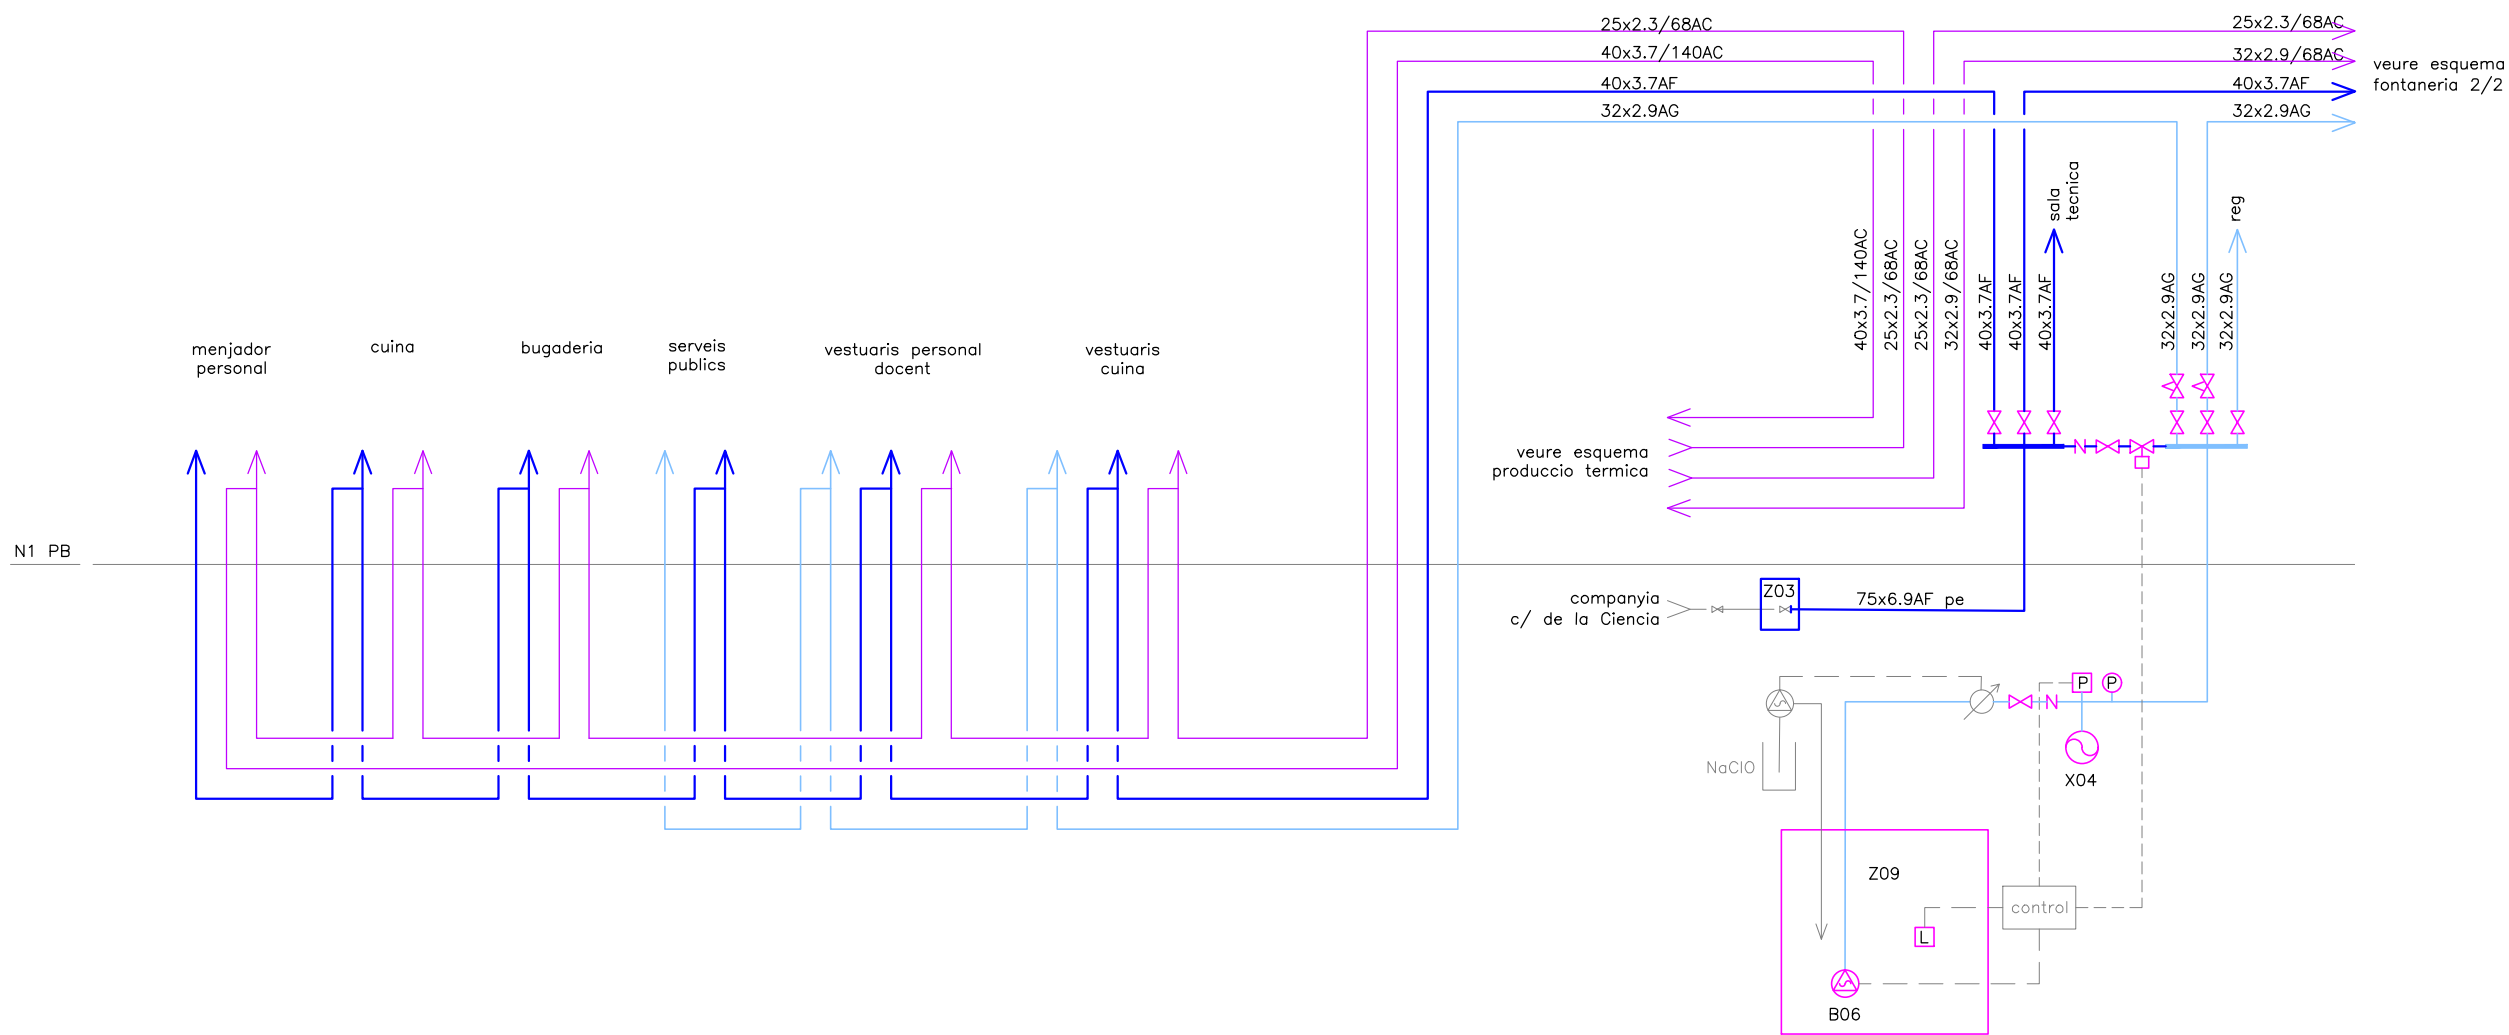 25x2.3/68AC
40x3.7/140AC
40x3.7AF
32x2.9AG
25x2.3/68AC
32x2.9/68AC
40x3.7AF
32x2.9AG
veure esquema
fontaneria 2/2
sala
tecnica
reg
40x3.7/140AC
25x2.3/68AC
25x2.3/68AC
32x2.9/68AC
40x3.7AF
40x3.7AF
40x3.7AF
32x2.9AG
32x2.9AG
32x2.9AG
menjador
personal
cuina
bugaderia
serveis
publics
vestuaris personal
docent
vestuaris
cuina
veure esquema
produccio termica
N1 PB
companyia
c/ de la Ciencia
Z03
75x6.9AF pe
P
P
NaClO
X04
Z09
control
L
B06